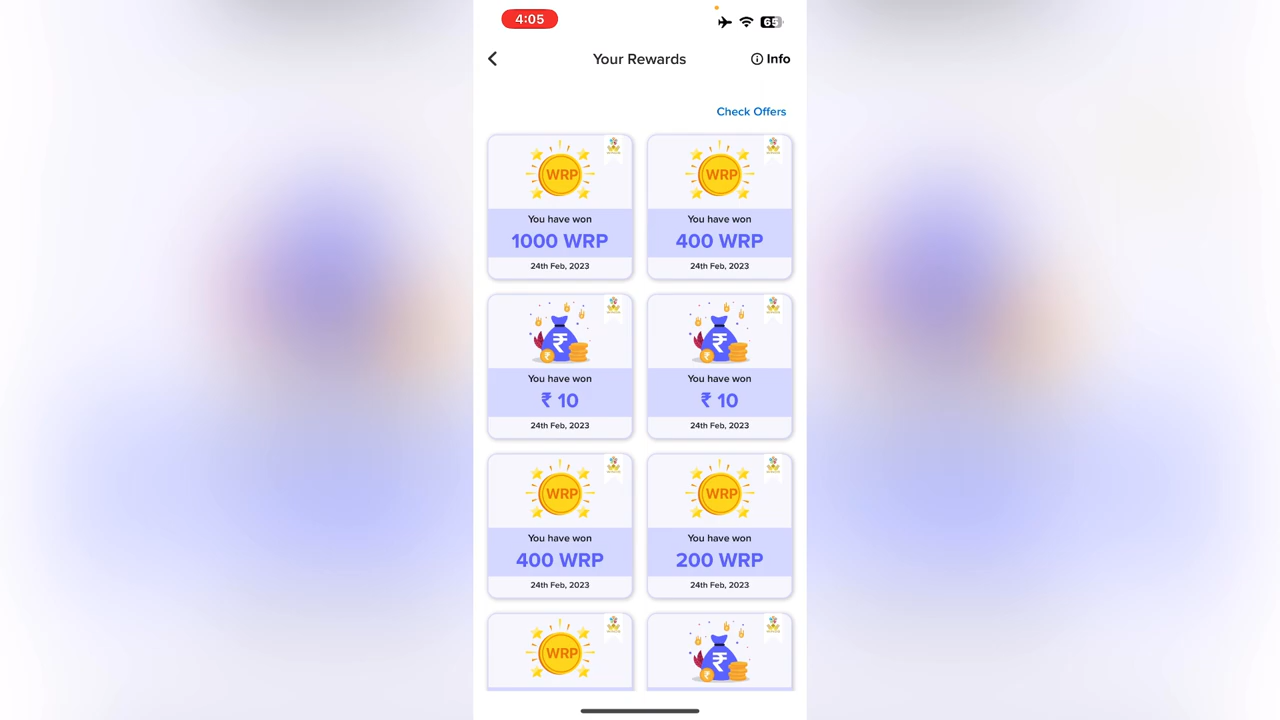 4:05
65
Your Rewards
Info
Check Offers
WRP
You have won
1000 WRP
24th Feb, 2023
WRP
You have won
400 WRP
24th Feb, 2023
₹
You have won
₹ 10
24th Feb, 2023
₹
You have won
₹ 10
24th Feb, 2023
WRP
You have won
400 WRP
24th Feb, 2023
WRP
You have won
200 WRP
24th Feb, 2023
WRP
₹